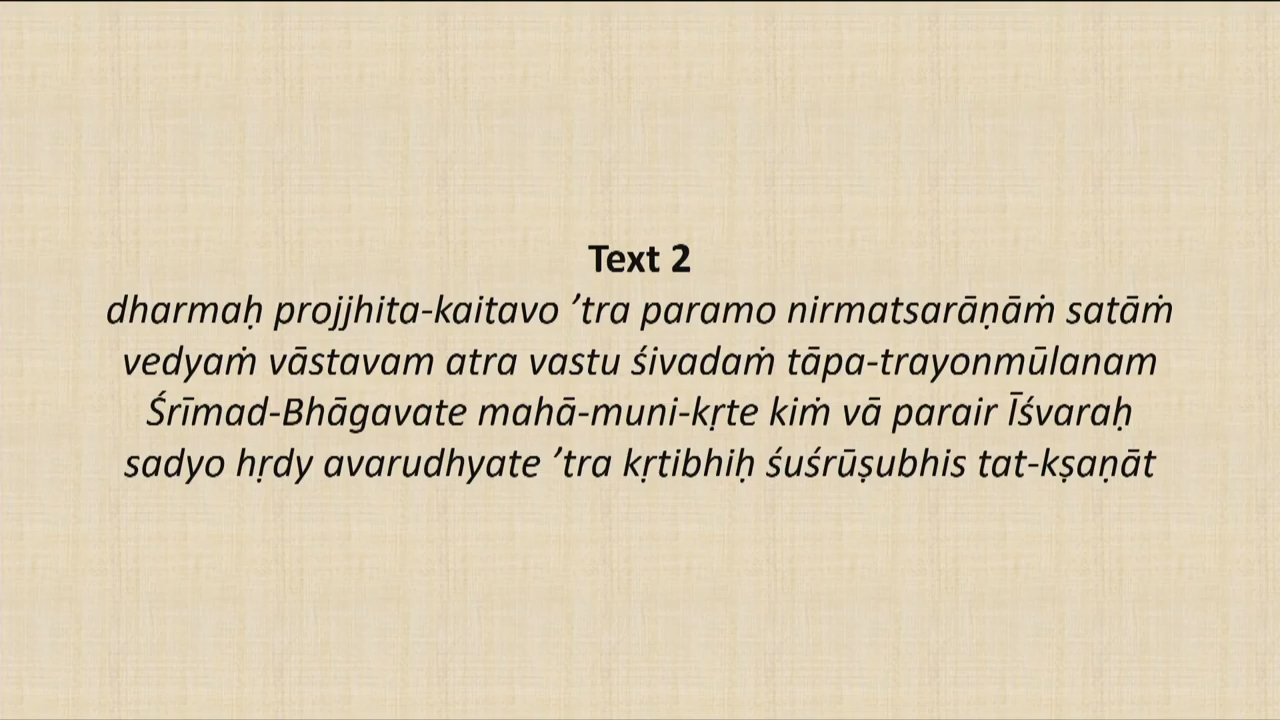 Text 2
dharmaḥ projjhita-kaitavo ’tra paramo nirmatsarāṇāṁ satāṁ
vedyaṁ vāstavam atra vastu śivadaṁ tāpa-trayonmūlanam
Śrīmad-Bhāgavate mahā-muni-kṛte kiṁ vā parair Īśvaraḥ
sadyo hṛdy avarudhyate ’tra kṛtibhiḥ śuśrūṣubhis tat-kṣaṇāt